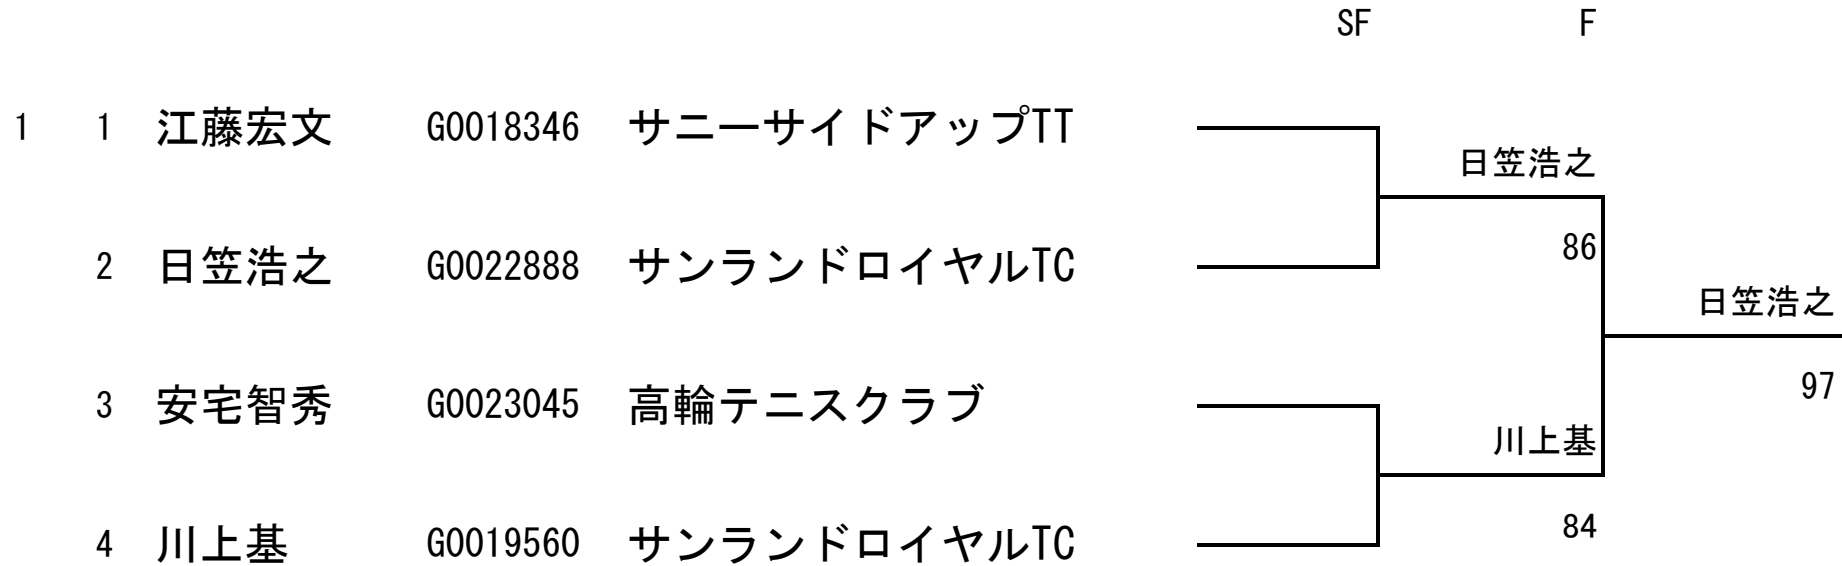 SF F
1 1 江藤宏文 G0018346 サニーサイドアップTT
日笠浩之
2 日笠浩之 G0022888 サンランドロイヤルTC
86
日笠浩之
3 安宅智秀 G0023045 高輪テニスクラブ
97
川上基
4 川上基 G0019560 サンランドロイヤルTC
84